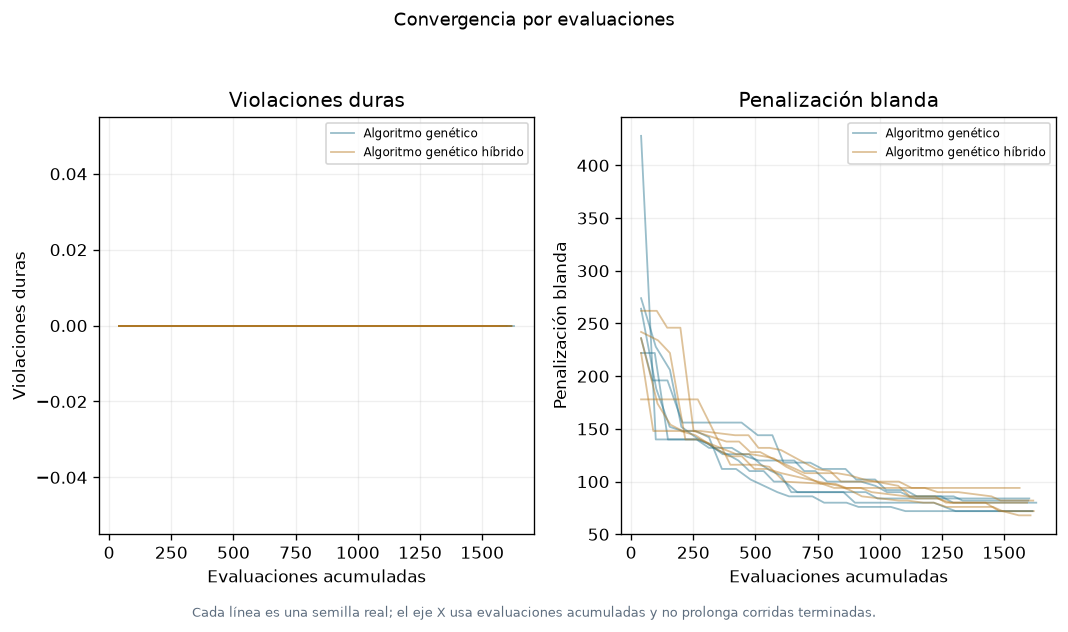 Convergencia por evaluaciones
Violaciones duras
Algoritmo genético
Algoritmo genético híbrido
Violaciones duras
0.04
0.02
0.00
−0.02
−0.04
0 250 500 750 1000 1250 1500
Evaluaciones acumuladas
Penalización blanda
Algoritmo genético
Algoritmo genético híbrido
Penalización blanda
400
350
300
250
200
150
100
50
0 250 500 750 1000 1250 1500
Evaluaciones acumuladas
Cada línea es una semilla real; el eje X usa evaluaciones acumuladas y no prolonga corridas terminadas.